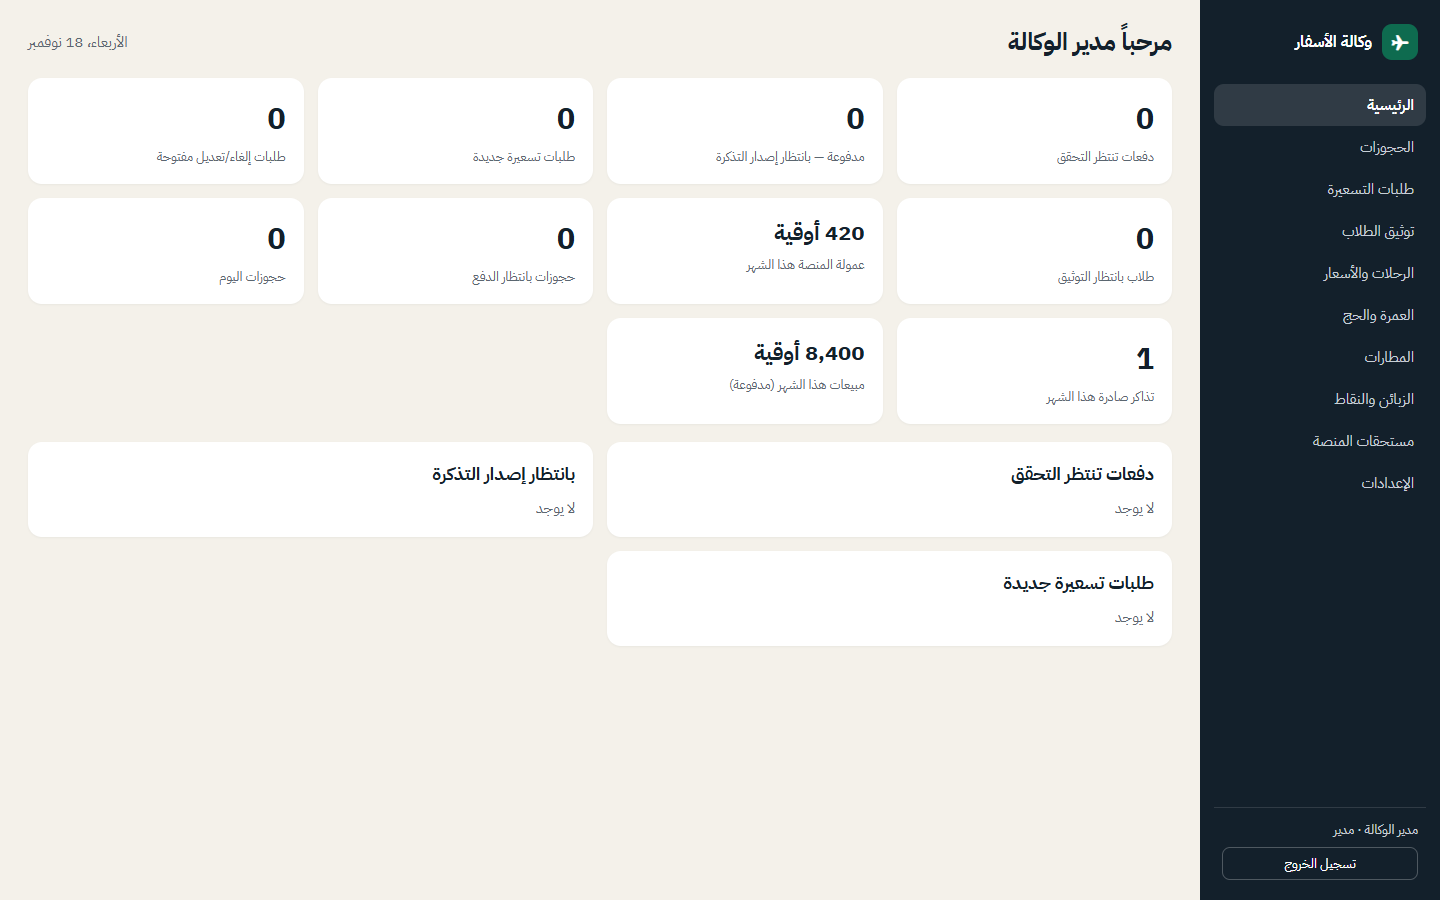 وكالة الأسفار
الرئيسية
الحجوزات
طلبات التسعيرة
توثيق الطلاب
الرحلات والأسعار
العمرة والحج
المطارات
الزبائن والنقاط
مستحقات المنصة
الإعدادات
مدير الوكالة · مدير
تسجيل الخروج
مرحباً مدير الوكالة
الأربعاء، 18 نوفمبر
0
دفعات تنتظر التحقق
0
مدفوعة — بانتظار إصدار التذكرة
0
طلبات تسعيرة جديدة
0
طلبات إلغاء/تعديل مفتوحة
0
طلاب بانتظار التوثيق
420 أوقية
عمولة المنصة هذا الشهر
0
حجوزات بانتظار الدفع
0
حجوزات اليوم
1
تذاكر صادرة هذا الشهر
8,400 أوقية
مبيعات هذا الشهر (مدفوعة)
دفعات تنتظر التحقق
لا يوجد
بانتظار إصدار التذكرة
لا يوجد
طلبات تسعيرة جديدة
لا يوجد